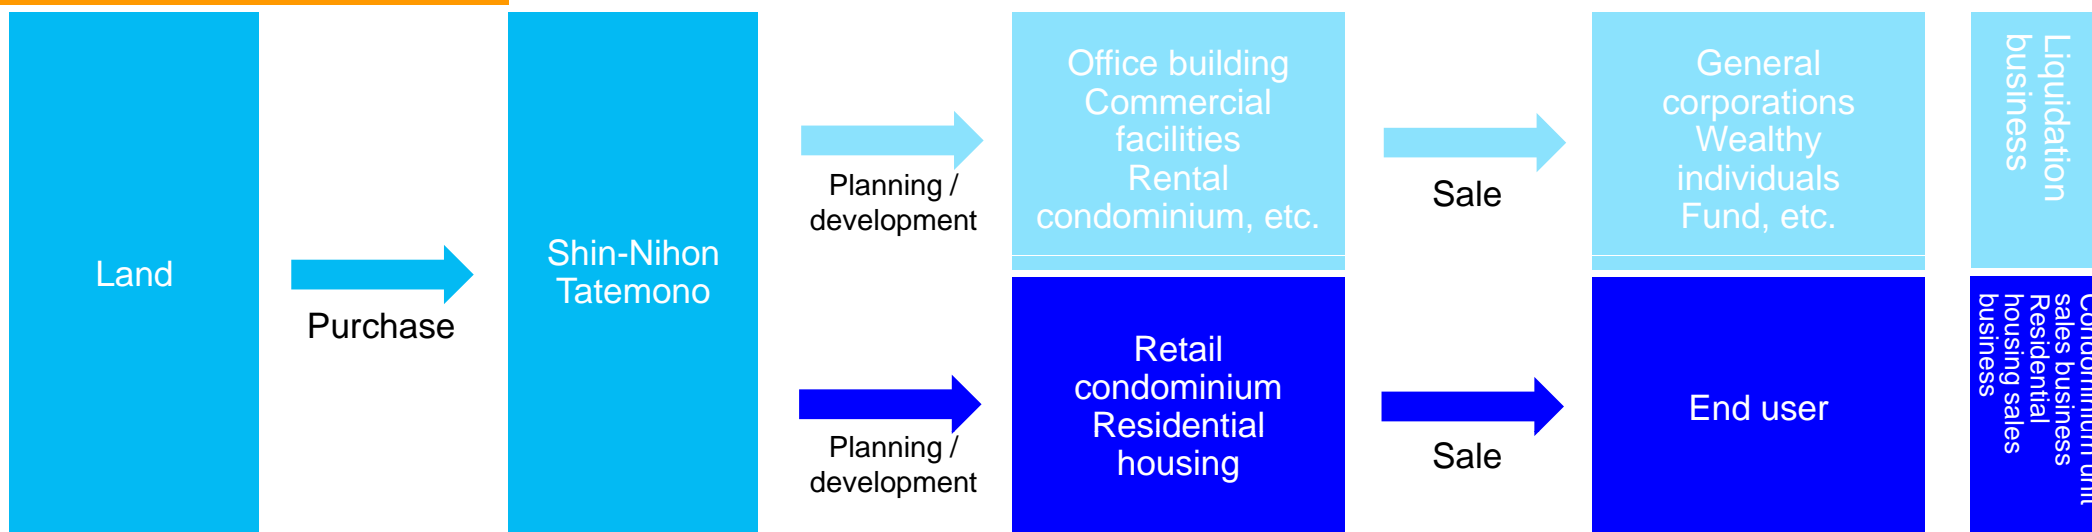 Land
Purchase
Shin-Nihon
Tatemono
Planning /
development
Office building
Commercial
facilities
Rental
condominium, etc.
Sale
General
corporations
Wealthy
individuals
Fund, etc.
Liquidation
business
Planning /
development
Retail
condominium
Residential
housing
Sale
End user
Condominium unit
sales business
Residential
housing sales
business